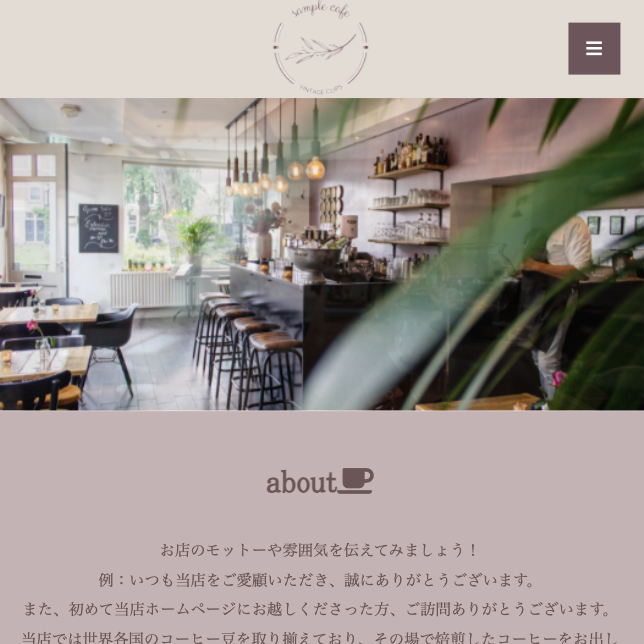 sample cafe
VINTAGE CUPS
about
お店のモットーや雰囲気を伝えてみましょう！
例：いつも当店をご愛顧いただき、誠にありがとうございます。
また、初めて当店ホームページにお越しくださった方、ご訪問ありがとうございます。
当店では世界各国のコーヒー豆を取り揃えており、その場で焙煎したコーヒーをお出し